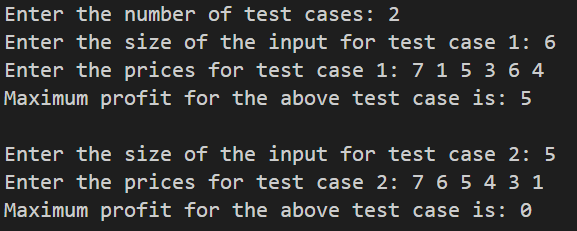 Enter the number of test cases: 2
Enter the size of the input for test case 1: 6
Enter the prices for test case 1: 7 1 5 3 6 4
Maximum profit for the above test case is: 5
Enter the size of the input for test case 2: 5
Enter the prices for test case 2: 7 6 5 4 3 1
Maximum profit for the above test case is: 0